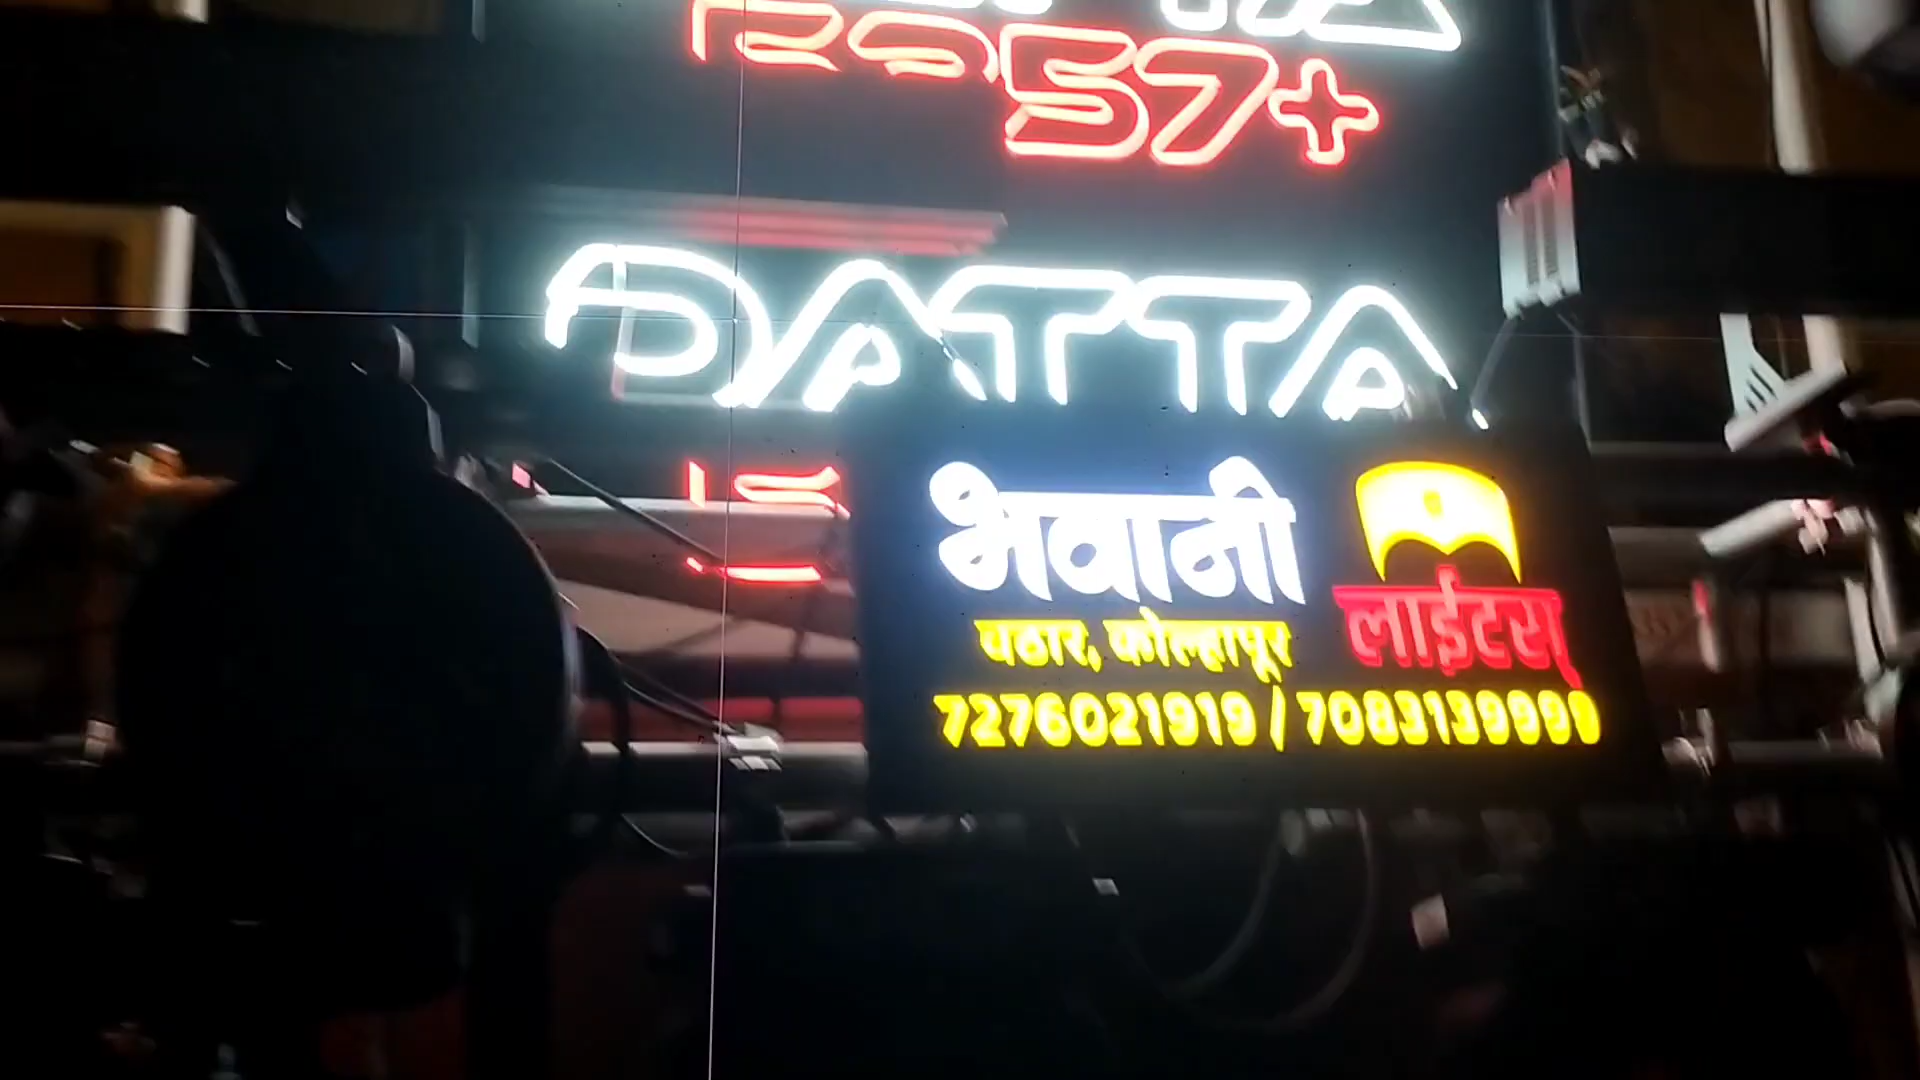 57+
DATTA
भवानी
लाईटस्
पठार, कोल्हापूर
7276021919 / 7083139999